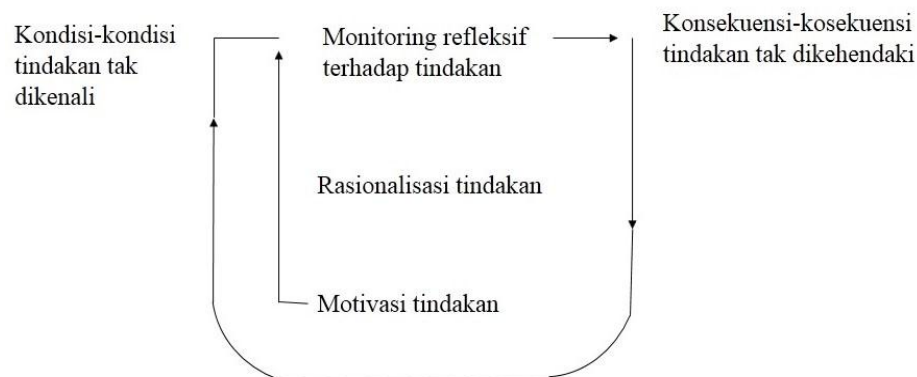 Kondisi-kondisi
tindakan tak
dikenali
Monitoring refleksif
terhadap tindakan
Konsekuensi-kosekuensi
tindakan tak dikehendaki
Rasionalisasi tindakan
Motivasi tindakan